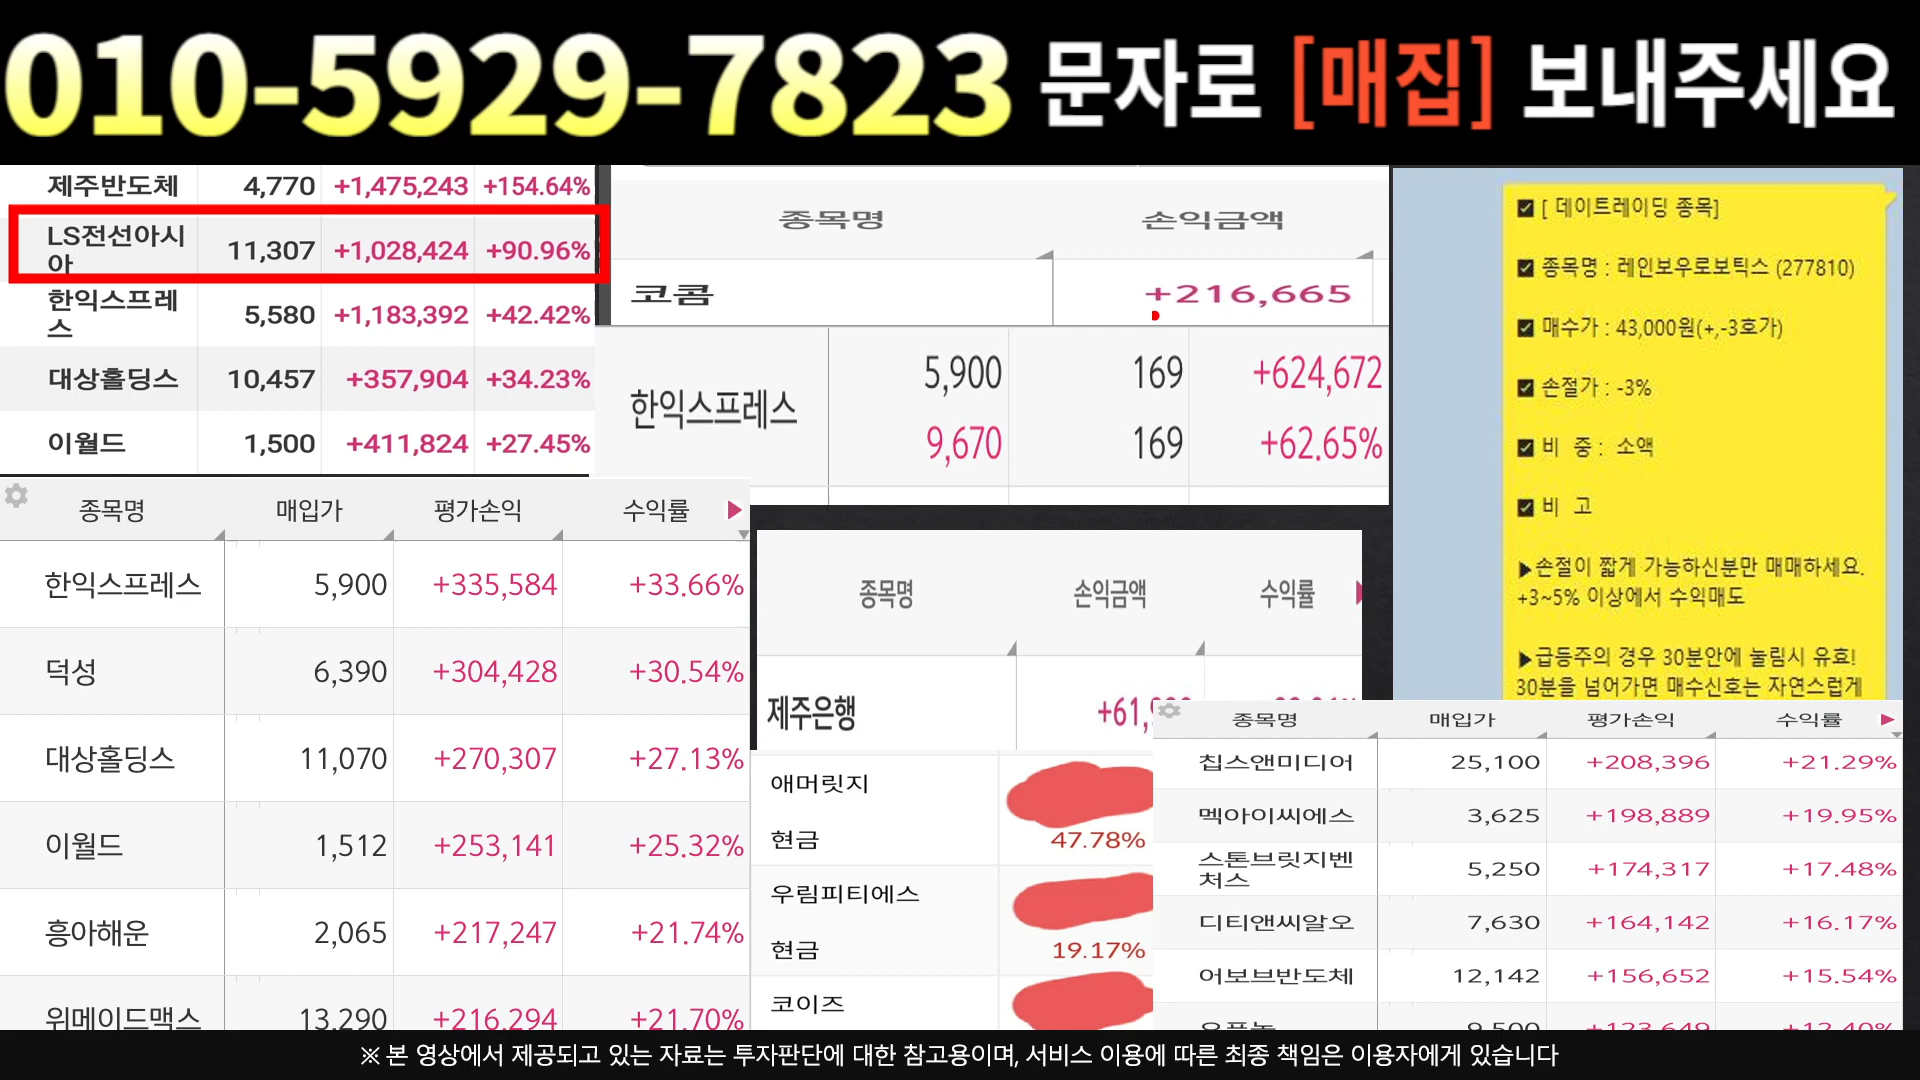 010-5929-7823 문자로 [매집] 보내주세요
제주반도체 4,770 +1,475,243 +154.64%
LS전선아시아 11,307 +1,028,424 +90.96%
한익스프레스 5,580 +1,183,392 +42.42%
대상홀딩스 10,457 +357,904 +34.23%
이월드 1,500 +411,824 +27.45%
종목명 손익금액
코콤 +216,665
한익스프레스 5,900 169 +624,672
9,670 169 +62.65%
☑ [ 데이트레이딩 종목]
☑ 종목명 : 레인보우로보틱스 (277810)
☑ 매수가 : 43,000원(+,-3호가)
☑ 손절가 : -3%
☑ 비 중 : 소액
☑ 비 고
▶손절이 짧게 가능하신분만 매매하세요.
+3~5% 이상에서 수익매도
▶급등주의 경우 30분안에 눌림시 유효!
30분을 넘어가면 매수신호는 자연스럽게
종목명 매입가 평가손익 수익률
한익스프레스 5,900 +335,584 +33.66%
덕성 6,390 +304,428 +30.54%
대상홀딩스 11,070 +270,307 +27.13%
이월드 1,512 +253,141 +25.32%
흥아해운 2,065 +217,247 +21.74%
위메이드맥스 13,290 +216,294 +21.70%
종목명 손익금액 수익률
제주은행
애머릿지
현금 47.78%
우림피티에스
현금 19.17%
코이즈
종목명 매입가 평가손익 수익률
칩스앤미디어 25,100 +208,396 +21.29%
멕아이씨에스 3,625 +198,889 +19.95%
스톤브릿지벤처스 5,250 +174,317 +17.48%
디티앤씨알오 7,630 +164,142 +16.17%
어보브반도체 12,142 +156,652 +15.54%
※ 본 영상에서 제공되고 있는 자료는 투자판단에 대한 참고용이며, 서비스 이용에 따른 최종 책임은 이용자에게 있습니다